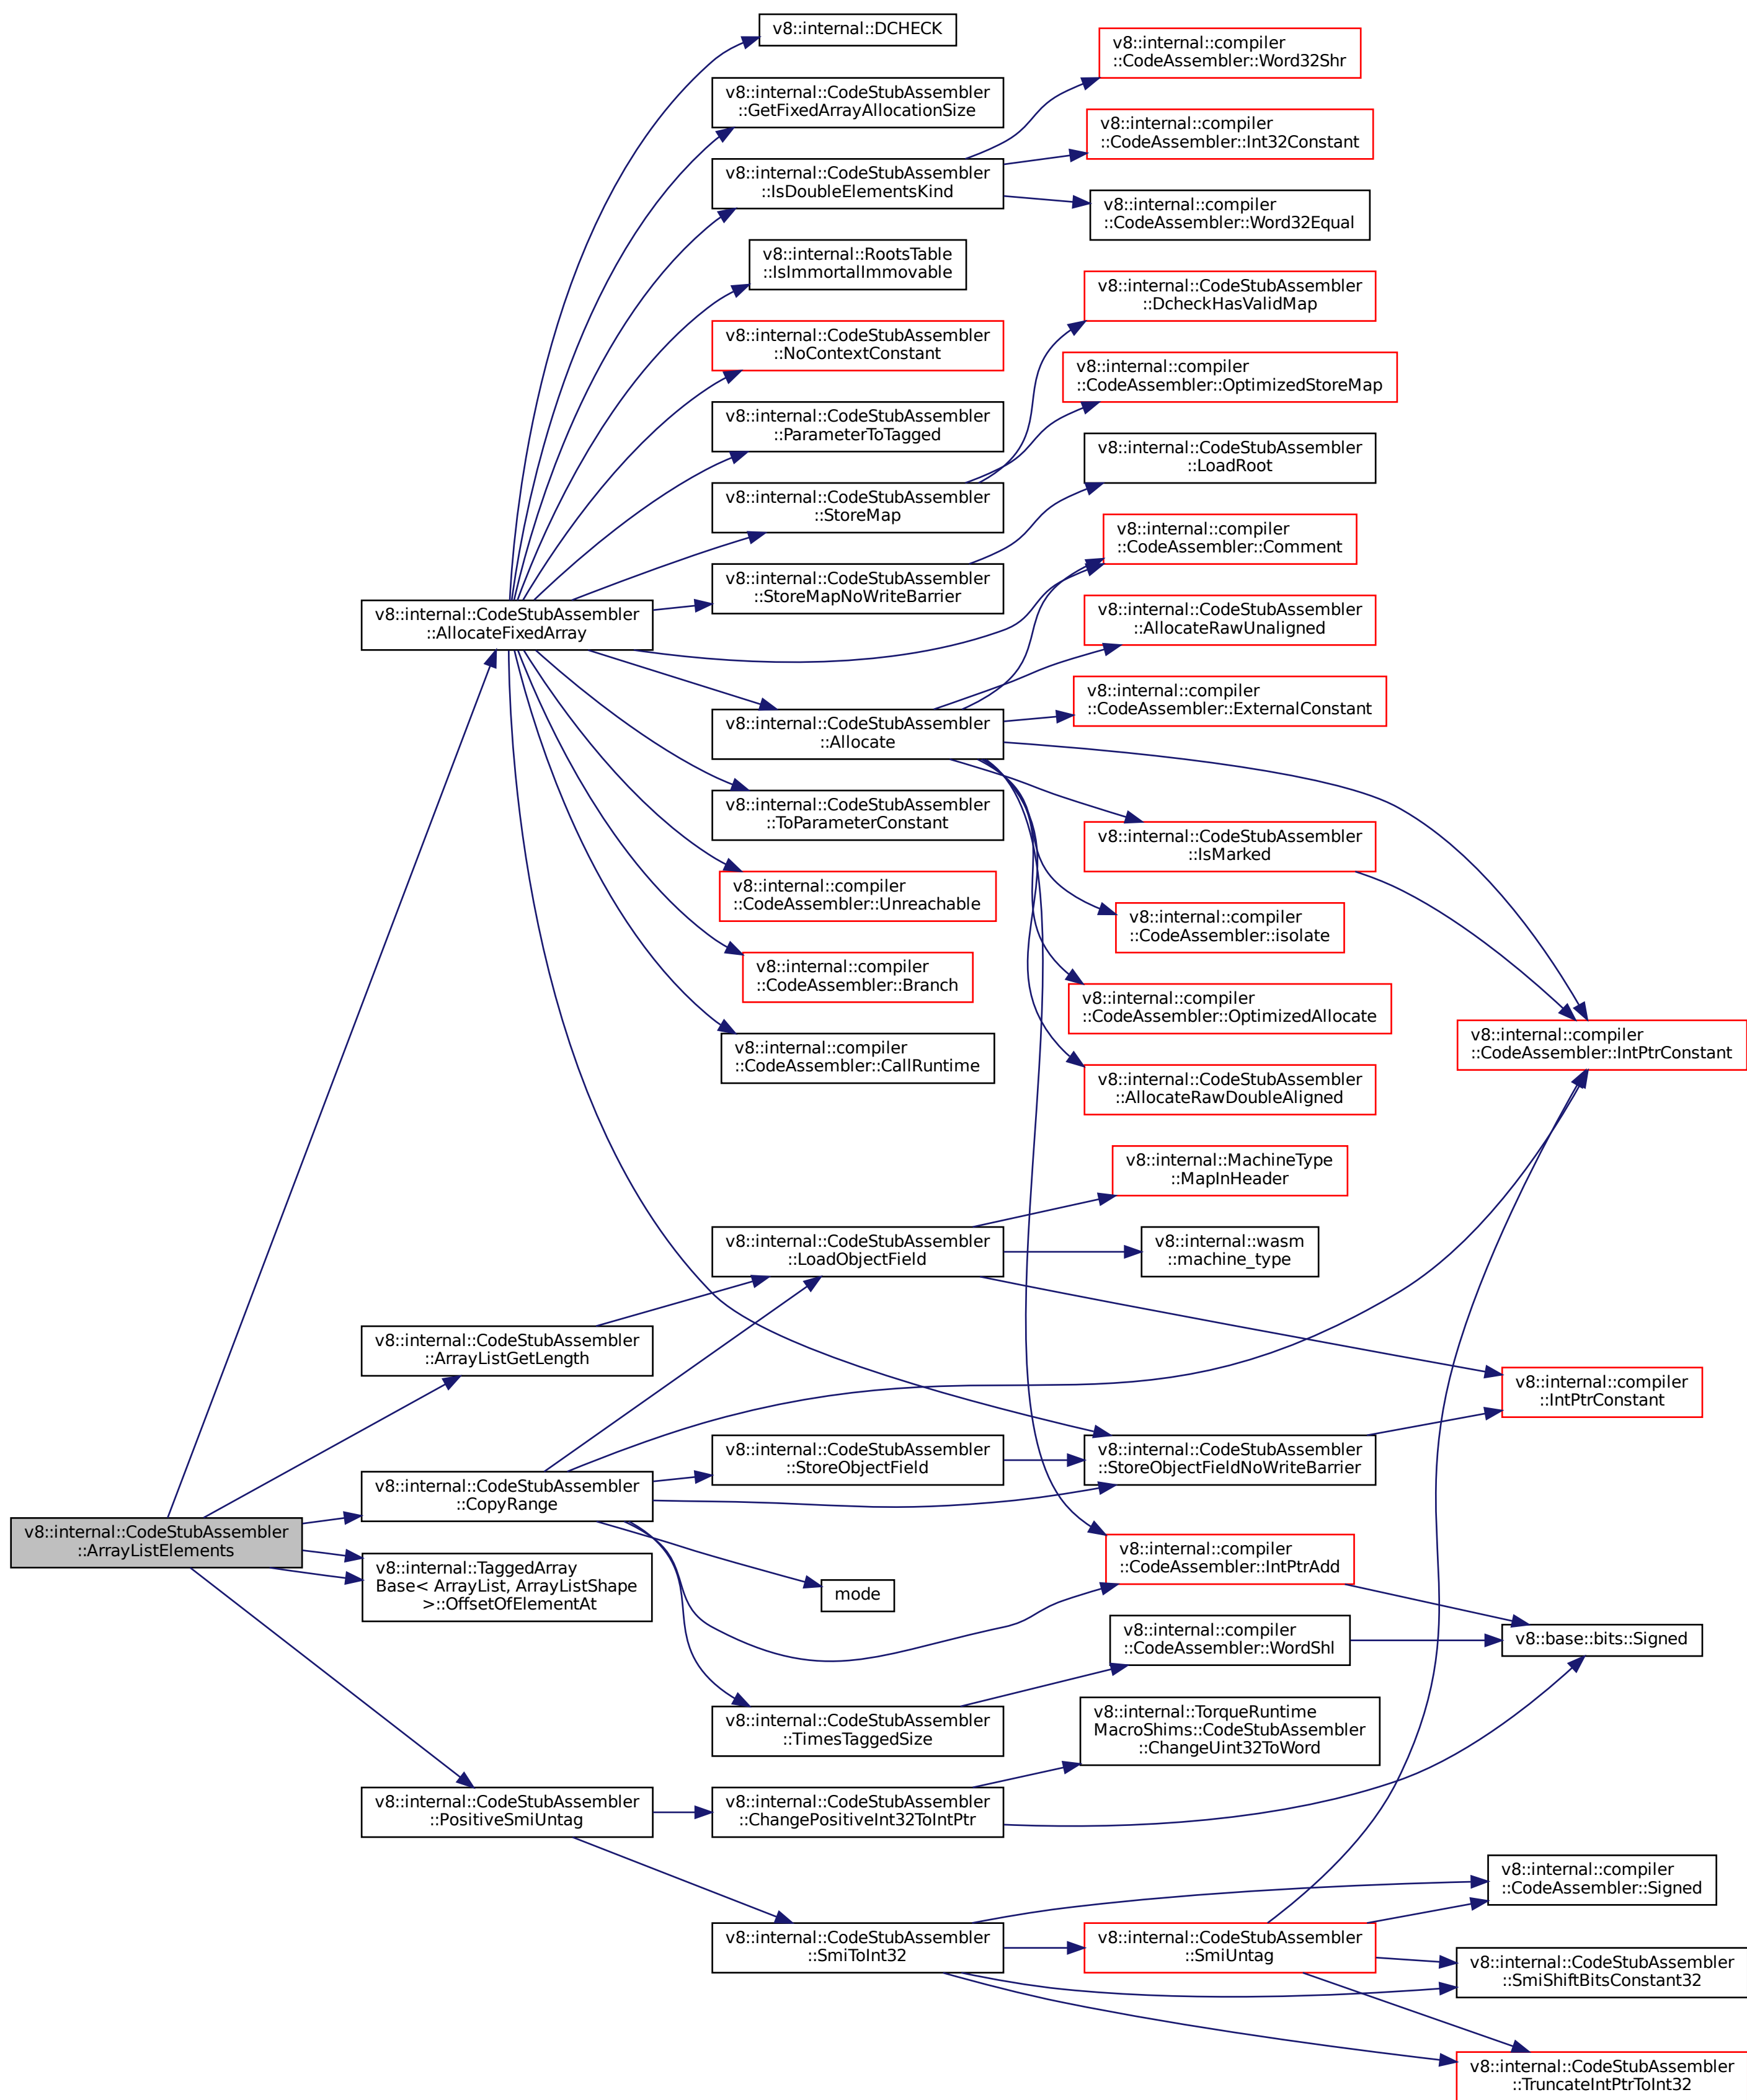 v8::internal::DCHECK
v8::internal::CodeStubAssembler
::GetFixedArrayAllocationSize
v8::internal::CodeStubAssembler
::IsDoubleElementsKind
v8::internal::RootsTable
::IsImmortalImmovable
v8::internal::CodeStubAssembler
::NoContextConstant
v8::internal::CodeStubAssembler
::ParameterToTagged
v8::internal::CodeStubAssembler
::StoreMap
v8::internal::CodeStubAssembler
::StoreMapNoWriteBarrier
v8::internal::CodeStubAssembler
::AllocateFixedArray
v8::internal::CodeStubAssembler
::Allocate
v8::internal::CodeStubAssembler
::ToParameterConstant
v8::internal::compiler
::CodeAssembler::Unreachable
v8::internal::compiler
::CodeAssembler::Branch
v8::internal::compiler
::CodeAssembler::CallRuntime
v8::internal::compiler
::CodeAssembler::Word32Shr
v8::internal::compiler
::CodeAssembler::Int32Constant
v8::internal::compiler
::CodeAssembler::Word32Equal
v8::internal::CodeStubAssembler
::DcheckHasValidMap
v8::internal::compiler
::CodeAssembler::OptimizedStoreMap
v8::internal::CodeStubAssembler
::LoadRoot
v8::internal::compiler
::CodeAssembler::Comment
v8::internal::CodeStubAssembler
::AllocateRawUnaligned
v8::internal::compiler
::CodeAssembler::ExternalConstant
v8::internal::CodeStubAssembler
::IsMarked
v8::internal::compiler
::CodeAssembler::isolate
v8::internal::compiler
::CodeAssembler::OptimizedAllocate
v8::internal::CodeStubAssembler
::AllocateRawDoubleAligned
v8::internal::compiler
::CodeAssembler::IntPtrConstant
v8::internal::MachineType
::MapInHeader
v8::internal::CodeStubAssembler
::LoadObjectField
v8::internal::wasm
::machine_type
v8::internal::CodeStubAssembler
::ArrayListGetLength
v8::internal::compiler
::IntPtrConstant
v8::internal::CodeStubAssembler
::StoreObjectField
v8::internal::CodeStubAssembler
::StoreObjectFieldNoWriteBarrier
v8::internal::CodeStubAssembler
::CopyRange
v8::internal::CodeStubAssembler
::ArrayListElements
v8::internal::TaggedArray
Base< ArrayList, ArrayListShape
>::OffsetOfElementAt
mode
v8::internal::compiler
::CodeAssembler::IntPtrAdd
v8::internal::compiler
::CodeAssembler::WordShl
v8::base::bits::Signed
v8::internal::CodeStubAssembler
::TimesTaggedSize
v8::internal::TorqueRuntime
MacroShims::CodeStubAssembler
::ChangeUint32ToWord
v8::internal::CodeStubAssembler
::PositiveSmiUntag
v8::internal::CodeStubAssembler
::ChangePositiveInt32ToIntPtr
v8::internal::compiler
::CodeAssembler::Signed
v8::internal::CodeStubAssembler
::SmiToInt32
v8::internal::CodeStubAssembler
::SmiUntag
v8::internal::CodeStubAssembler
::SmiShiftBitsConstant32
v8::internal::CodeStubAssembler
::TruncateIntPtrToInt32